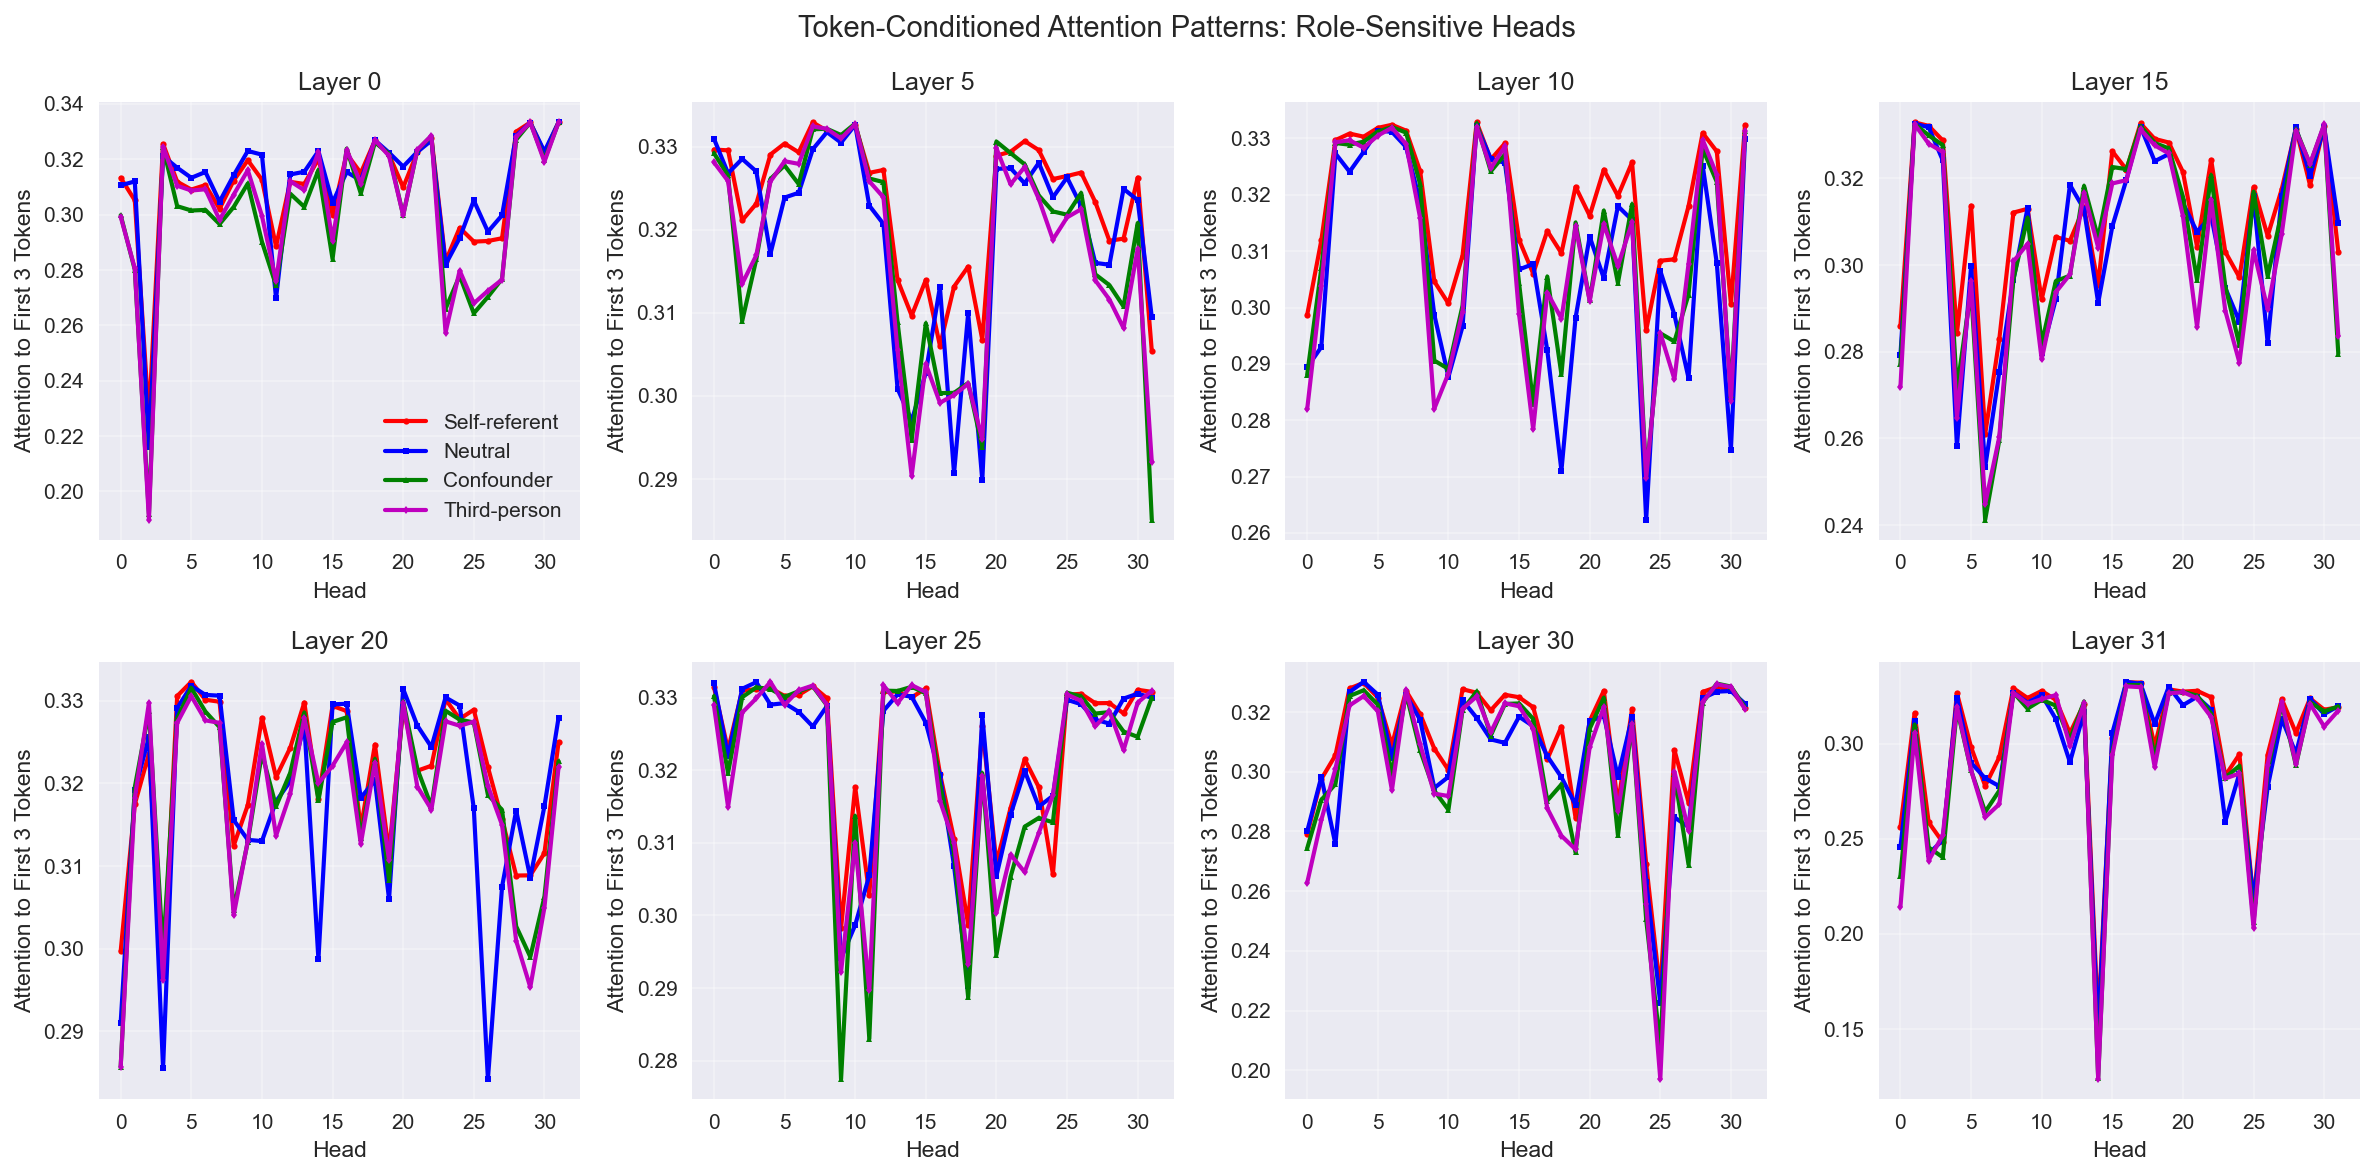 Token-Conditioned Attention Patterns: Role-Sensitive Heads
Layer 0
Attention to First 3 Tokens
0.34
0.32
0.30
0.28
0.26
0.24
0.22
0.20
Self-referent
Neutral
Confounder
Third-person
0 5 10 15 20 25 30
Head
Layer 5
Attention to First 3 Tokens
0.33
0.32
0.31
0.30
0.29
0 5 10 15 20 25 30
Head
Layer 10
Attention to First 3 Tokens
0.33
0.32
0.31
0.30
0.29
0.28
0.27
0.26
0 5 10 15 20 25 30
Head
Layer 15
Attention to First 3 Tokens
0.32
0.30
0.28
0.26
0.24
0 5 10 15 20 25 30
Head
Layer 20
Attention to First 3 Tokens
0.33
0.32
0.31
0.30
0.29
0 5 10 15 20 25 30
Head
Layer 25
Attention to First 3 Tokens
0.33
0.32
0.31
0.30
0.29
0.28
0 5 10 15 20 25 30
Head
Layer 30
Attention to First 3 Tokens
0.32
0.30
0.28
0.26
0.24
0.22
0.20
0 5 10 15 20 25 30
Head
Layer 31
Attention to First 3 Tokens
0.30
0.25
0.20
0.15
0 5 10 15 20 25 30
Head